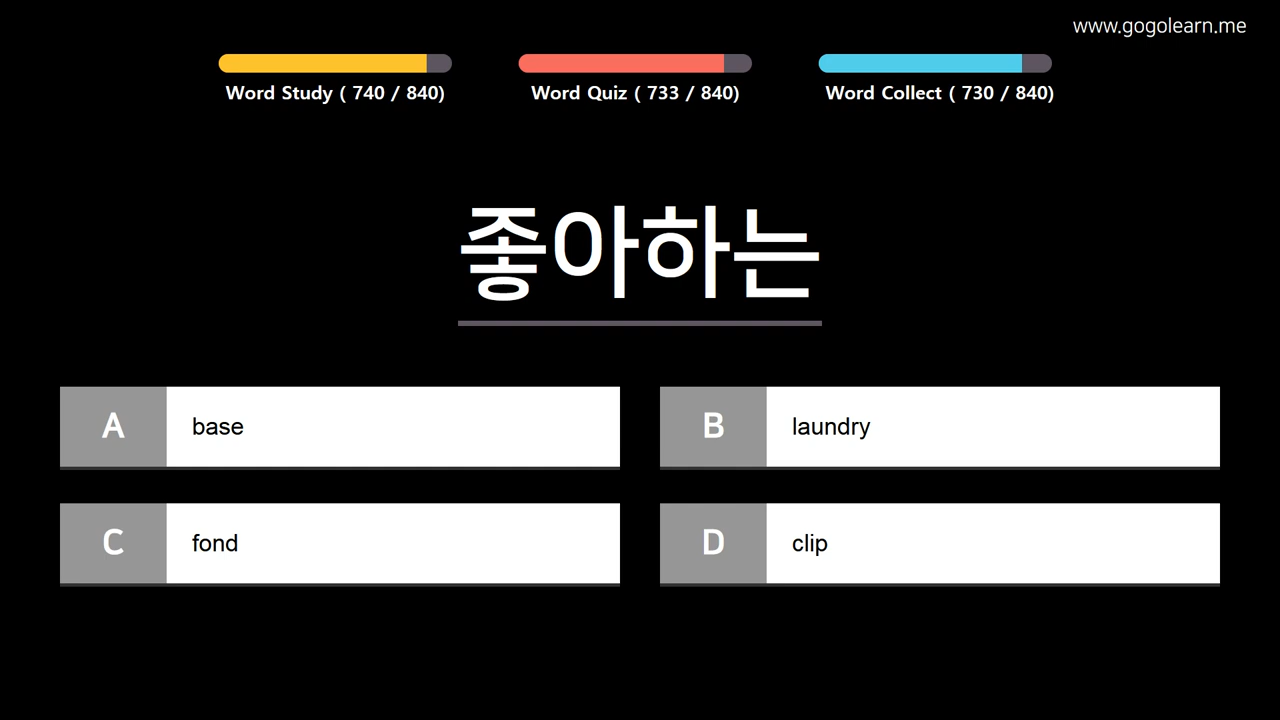 www.gogolearn.me
Word Study ( 740 / 840)
Word Quiz ( 733 / 840)
Word Collect ( 730 / 840)
좋아하는
A base
B laundry
C fond
D clip